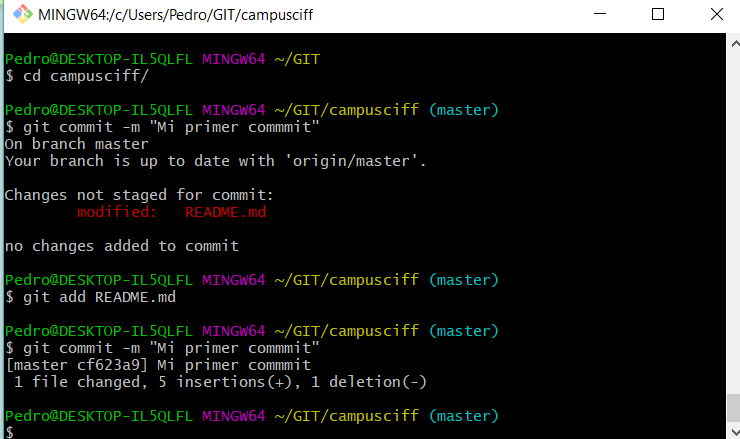 MINGW64:/c/Users/Pedro/GIT/campusciff
Pedro@DESKTOP-IL5QLFL MINGW64 ~/GIT
$ cd campusciff/
Pedro@DESKTOP-IL5QLFL MINGW64 ~/GIT/campusciff (master)
$ git commit -m "Mi primer commmit"
On branch master
Your branch is up to date with 'origin/master'.
Changes not staged for commit:
modified:   README.md
no changes added to commit
Pedro@DESKTOP-IL5QLFL MINGW64 ~/GIT/campusciff (master)
$ git add README.md
Pedro@DESKTOP-IL5QLFL MINGW64 ~/GIT/campusciff (master)
$ git commit -m "Mi primer commmit"
[master cf623a9] Mi primer commmit
1 file changed, 5 insertions(+), 1 deletion(-)
Pedro@DESKTOP-IL5QLFL MINGW64 ~/GIT/campusciff (master)
$